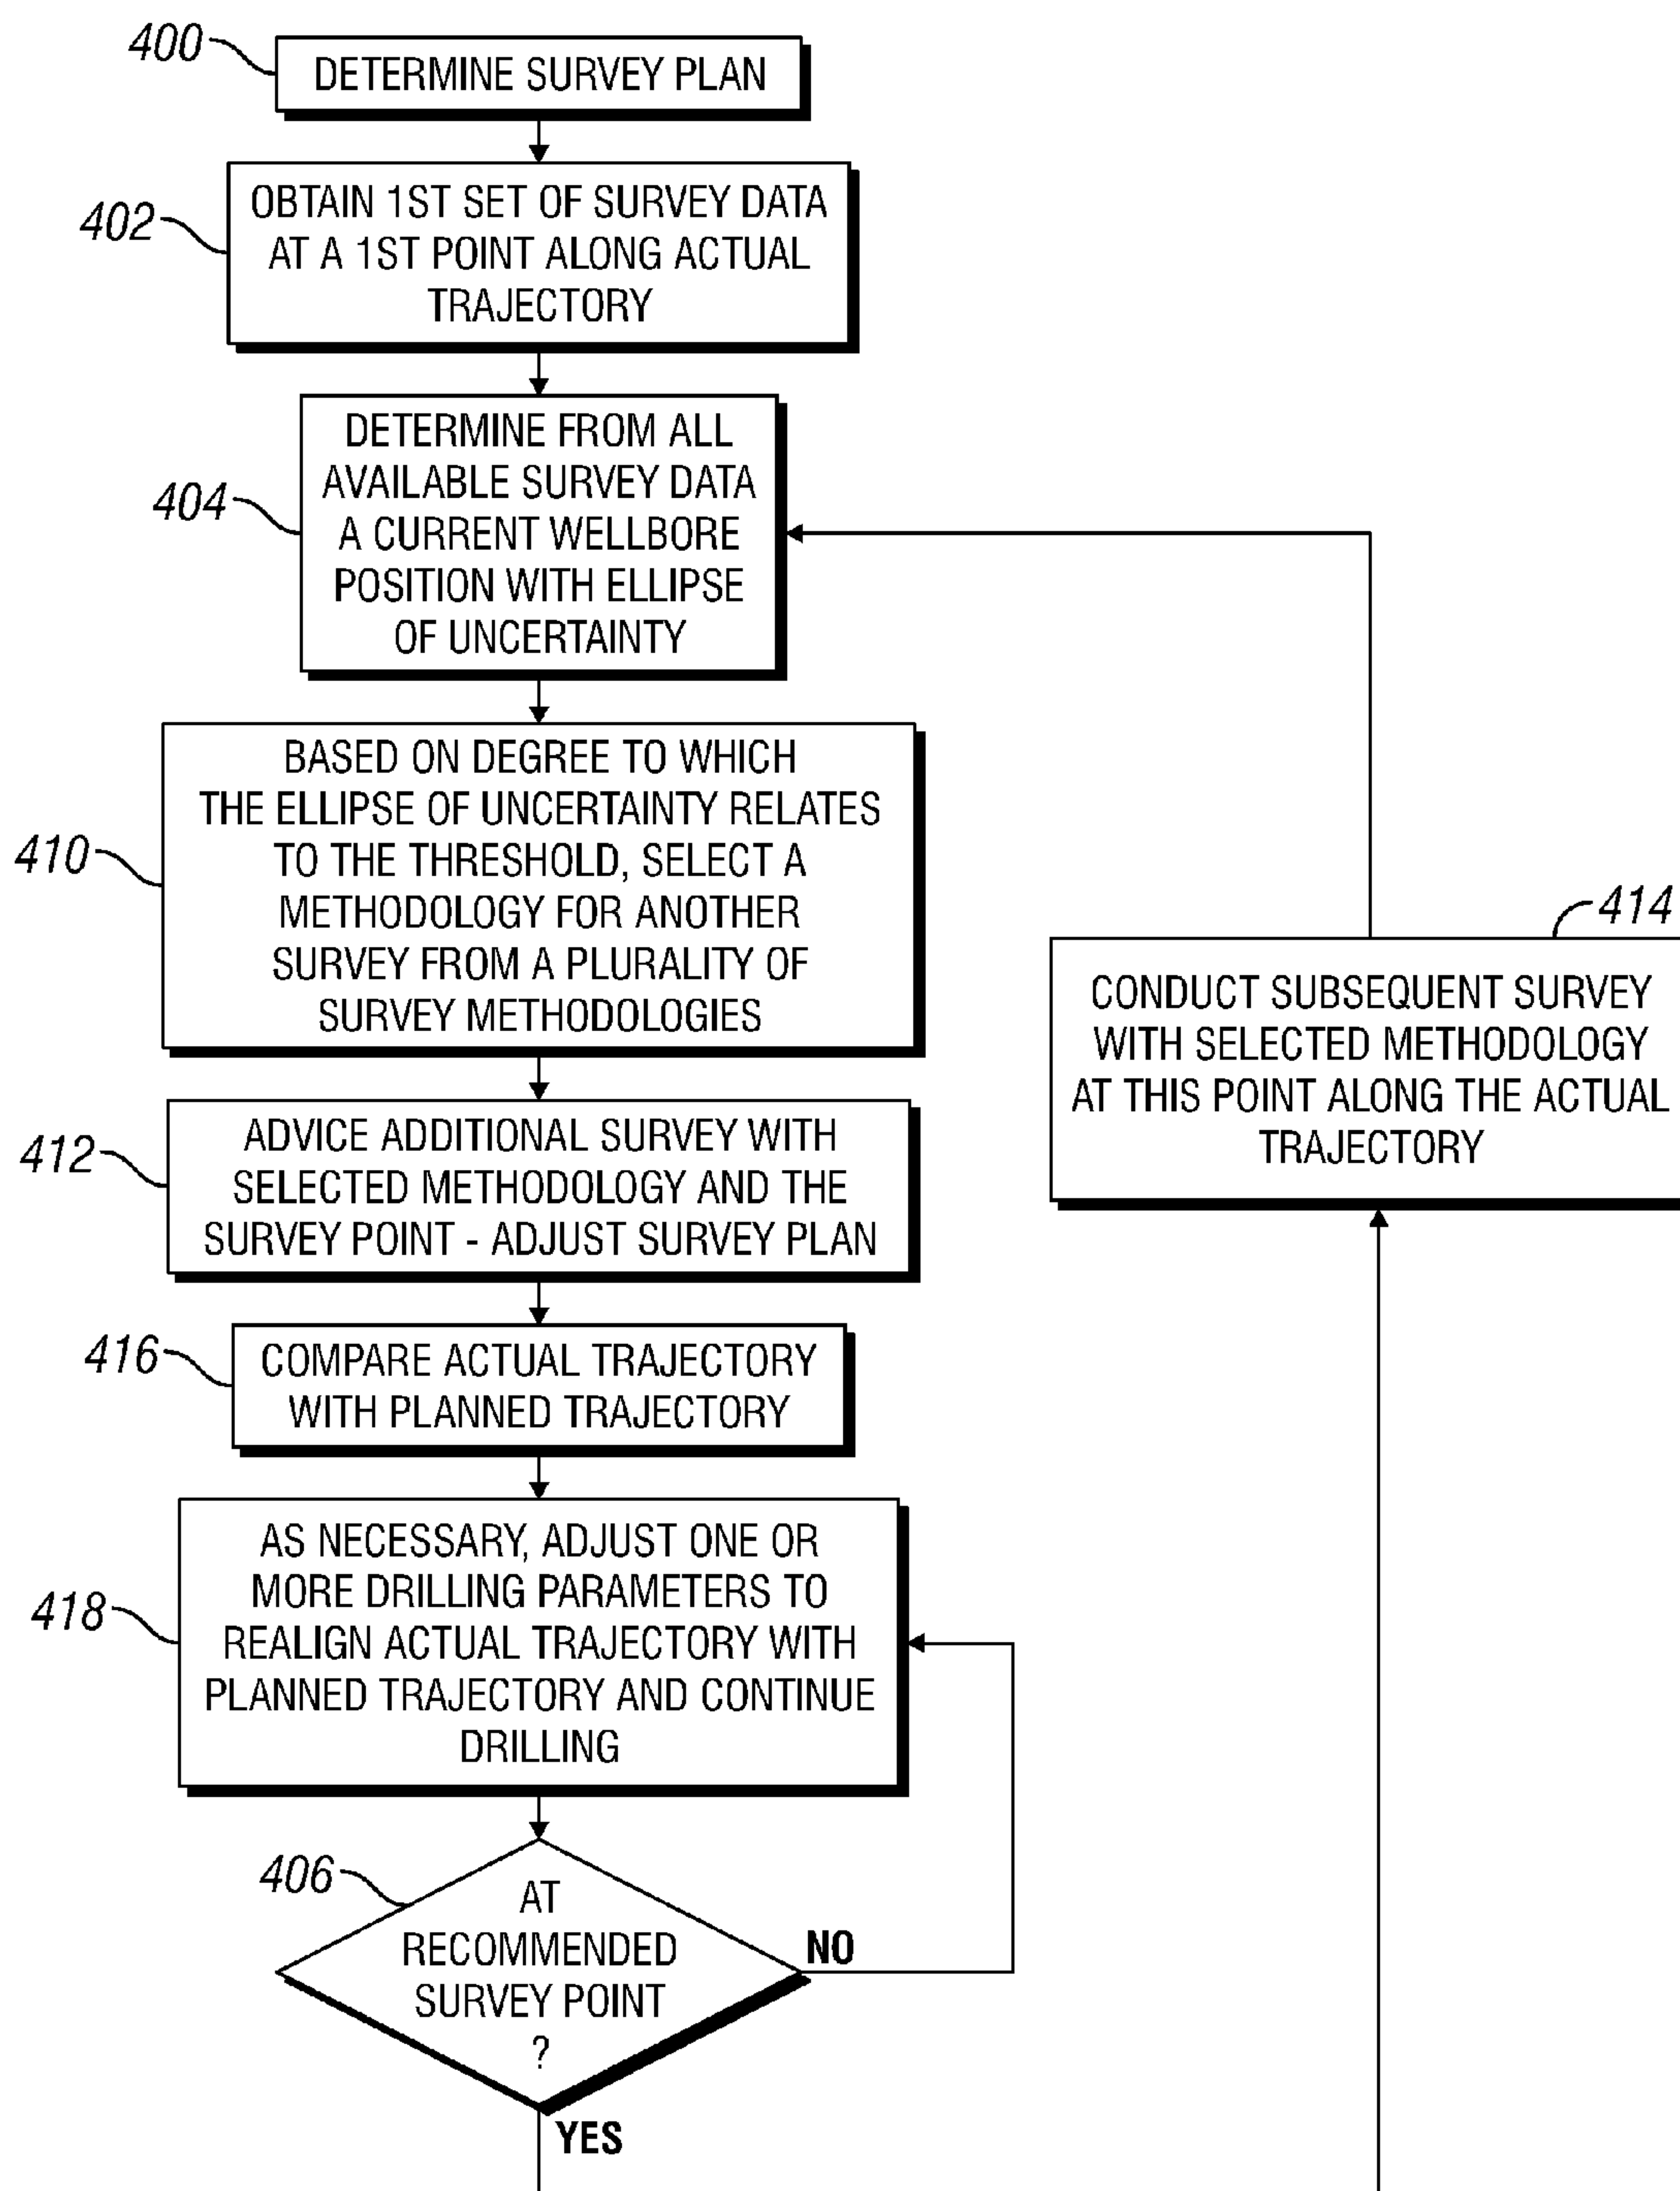 400
DETERMINE SURVEY PLAN
402
OBTAIN 1ST SET OF SURVEY DATA
AT A 1ST POINT ALONG ACTUAL
TRAJECTORY
404
DETERMINE FROM ALL
AVAILABLE SURVEY DATA
A CURRENT WELLBORE
POSITION WITH ELLIPSE
OF UNCERTAINTY
410
BASED ON DEGREE TO WHICH
THE ELLIPSE OF UNCERTAINTY RELATES
TO THE THRESHOLD, SELECT A
METHODOLOGY FOR ANOTHER
SURVEY FROM A PLURALITY OF
SURVEY METHODOLOGIES
412
ADVICE ADDITIONAL SURVEY WITH
SELECTED METHODOLOGY AND THE
SURVEY POINT - ADJUST SURVEY PLAN
416
COMPARE ACTUAL TRAJECTORY
WITH PLANNED TRAJECTORY
418
AS NECESSARY, ADJUST ONE OR
MORE DRILLING PARAMETERS TO
REALIGN ACTUAL TRAJECTORY WITH
PLANNED TRAJECTORY AND CONTINUE
DRILLING
406
AT
RECOMMENDED
SURVEY POINT
?
NO
YES
414
CONDUCT SUBSEQUENT SURVEY
WITH SELECTED METHODOLOGY
AT THIS POINT ALONG THE ACTUAL
TRAJECTORY